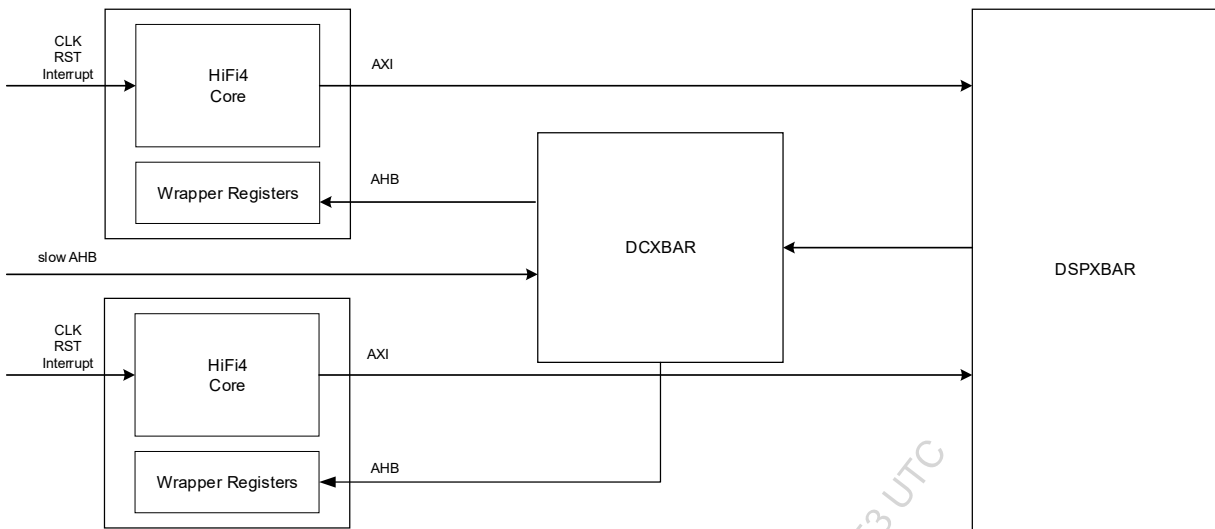 CLK
RST
Interrupt
HiFi4
Core
AXI
Wrapper Registers
AHB
slow AHB
DCXBAR
DSPXBAR
CLK
RST
Interrupt
HiFi4
Core
AXI
Wrapper Registers
AHB
UTC